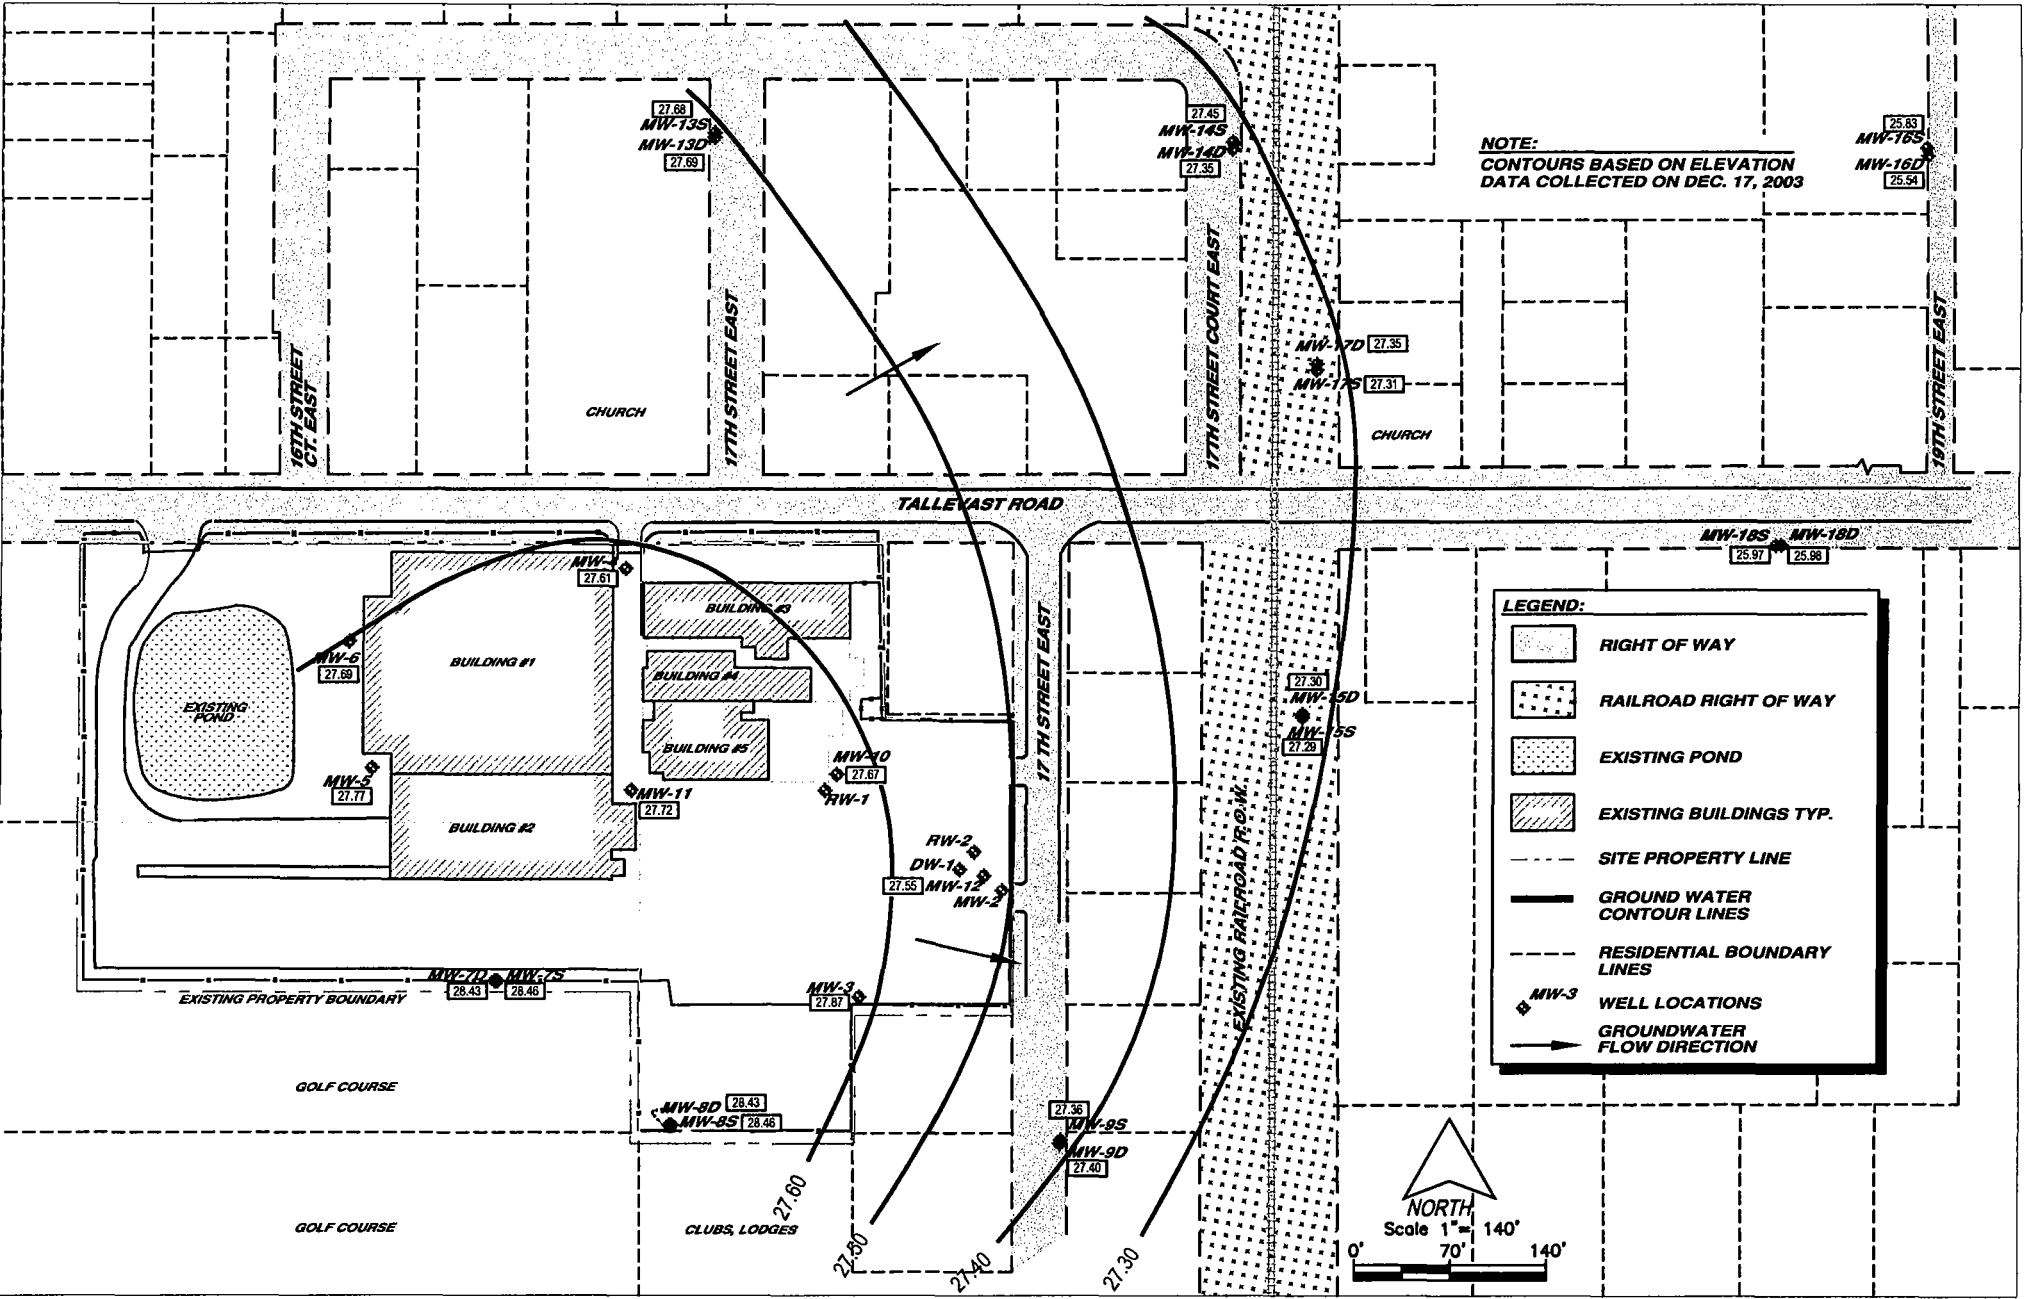 27.68
MW-13S
MW-13D
27.69
27.45
MW-14S
MW-14D
27.35
NOTE:
CONTOURS BASED ON ELEVATION
DATA COLLECTED ON DEC. 17, 2003
25.83
MW-16S
MW-16D
25.54
16TH STREET
CT. EAST
17TH STREET EAST
17TH STREET COURT EAST
19TH STREET EAST
MW-17D 27.35
MW-17S 27.31
CHURCH
CHURCH
TALLEVAST ROAD
MW-18S MW-18D
25.97 25.98
MW-4
27.61
BUILDING #3
MW-6
27.69
BUILDING #1
BUILDING #4
EXISTING
POND
BUILDING #5
MW-10
27.67
RW-1
MW-5
27.77
MW-11
27.72
BUILDING #2
17 TH STREET EAST
27.30
MW-15D
MW-15S
27.29
EXISTING RAILROAD R.O.W.
RW-2
DW-1
27.55 MW-12
MW-2
MW-7D MW-7S
28.43 28.46
EXISTING PROPERTY BOUNDARY
MW-3
27.87
GOLF COURSE
MW-8D 28.43
MW-8S 28.46
27.36
MW-9S
MW-9D
27.40
GOLF COURSE
CLUBS, LODGES
27.60
27.50
27.40
27.30
LEGEND:
RIGHT OF WAY
RAILROAD RIGHT OF WAY
EXISTING POND
EXISTING BUILDINGS TYP.
SITE PROPERTY LINE
GROUND WATER
CONTOUR LINES
RESIDENTIAL BOUNDARY
LINES
MW-3 WELL LOCATIONS
GROUNDWATER
FLOW DIRECTION
NORTH
Scale 1"= 140'
0' 70' 140'